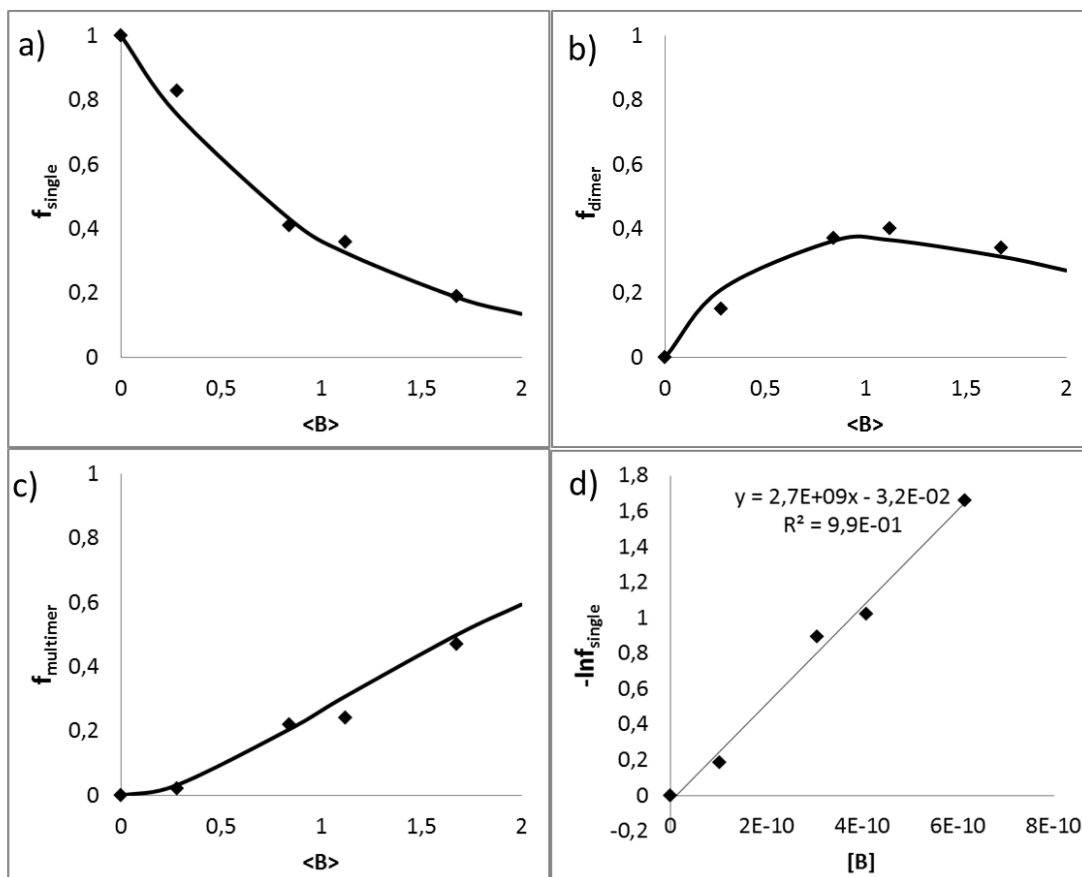 a)
1
0,8
0,6
0,4
0,2
0
f_single
0 0,5 1 1,5 2
<B>
b)
1
0,8
0,6
0,4
0,2
0
f_dimer
0 0,5 1 1,5 2
<B>
c)
1
0,8
0,6
0,4
0,2
0
f_multimer
0 0,5 1 1,5 2
<B>
d)
y = 2,7E+09x - 3,2E-02
R² = 9,9E-01
1,8
1,6
1,4
1,2
1
0,8
0,6
0,4
0,2
0
-0,2
-lnf_single
0 2E-10 4E-10 6E-10 8E-10
[B]